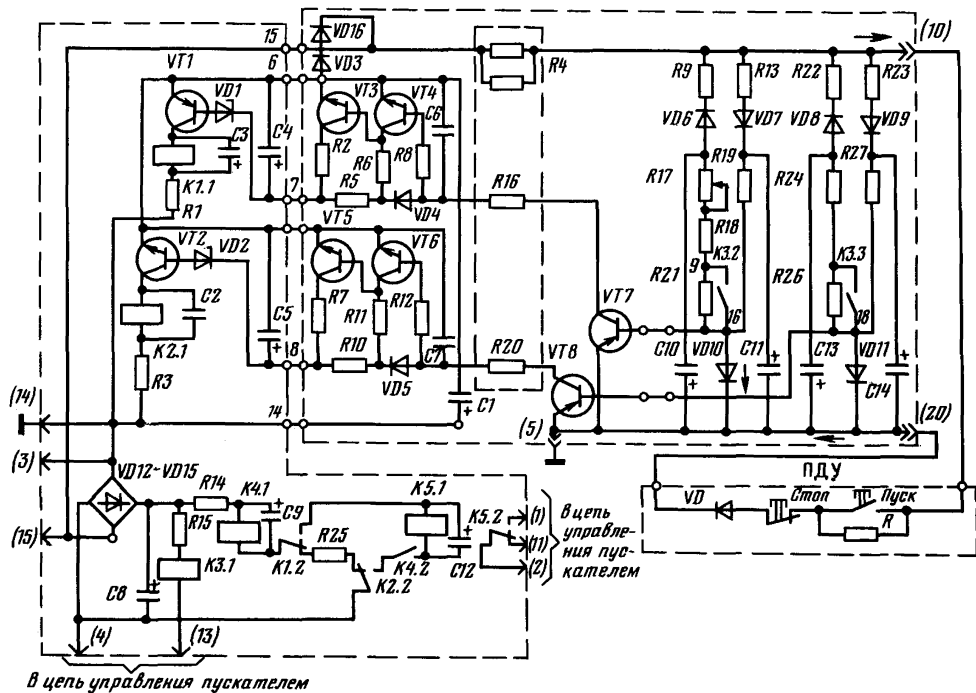 15
VD16
(10)
6
VD3
R4
R9
R13
R22
R23
VT1
VD1
VT3
VT4
C6
VD6
VD7
VD8
VD9
C3
C4
R2
R6
R8
R19
R27
K1.1
7
R5
R16
R17
R24
R1
VT5
VD4
VT6
R18
VT2
VD2
9
K3.2
K3.3
R21
R26
R7
R11
R12
VT7
C2
C5
16
18
K2.1
R10
C7
R20
VT8
C10
VD10
C11
C13
VD11
8
VD5
C14
R3
C1
(14)
14
(5)
(20)
(3)
VD12~VD15
R14
K4.1
K5.1
ПДУ
C9
K5.2
(1)
В цепь
VD
Стоп
Пуск
R15
(11)
управле-
(15)
R25
ния пус-
R
K3.1
K1.2
K4.2
C12
(2)
кателем
C8
K2.2
(4)
(13)
В цепь управления пускателем